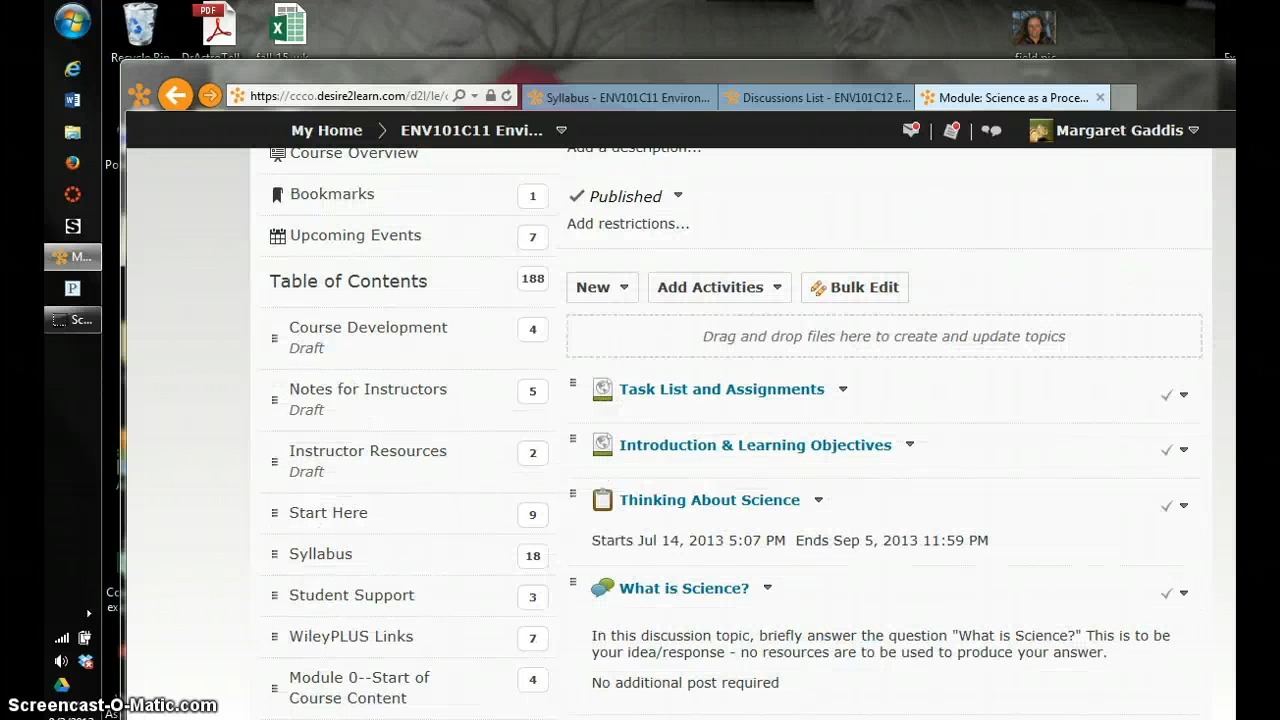 PDF
Recycle Bin
field pic
https://ccco.desire2learn.com/d2l/le/c
Syllabus - ENV101C11 Environ...
Discussions List - ENV101C12 E...
Module: Science as a Proce...
My Home
ENV101C11 Envi...
Margaret Gaddis
Course Overview
Add a description...
Bookmarks
1
Published
Add restrictions...
Upcoming Events
7
Table of Contents
188
New
Add Activities
Bulk Edit
M...
Sc...
Course Development
4
Draft
Drag and drop files here to create and update topics
Notes for Instructors
5
Draft
Task List and Assignments
Instructor Resources
2
Draft
Introduction & Learning Objectives
Start Here
9
Thinking About Science
Starts Jul 14, 2013 5:07 PM Ends Sep 5, 2013 11:59 PM
Syllabus
18
Student Support
3
What is Science?
WileyPLUS Links
7
In this discussion topic, briefly answer the question "What is Science?" This is to be
your idea/response - no resources are to be used to produce your answer.
Module 0--Start of
Course Content
4
No additional post required
Screencast-O-Matic.com